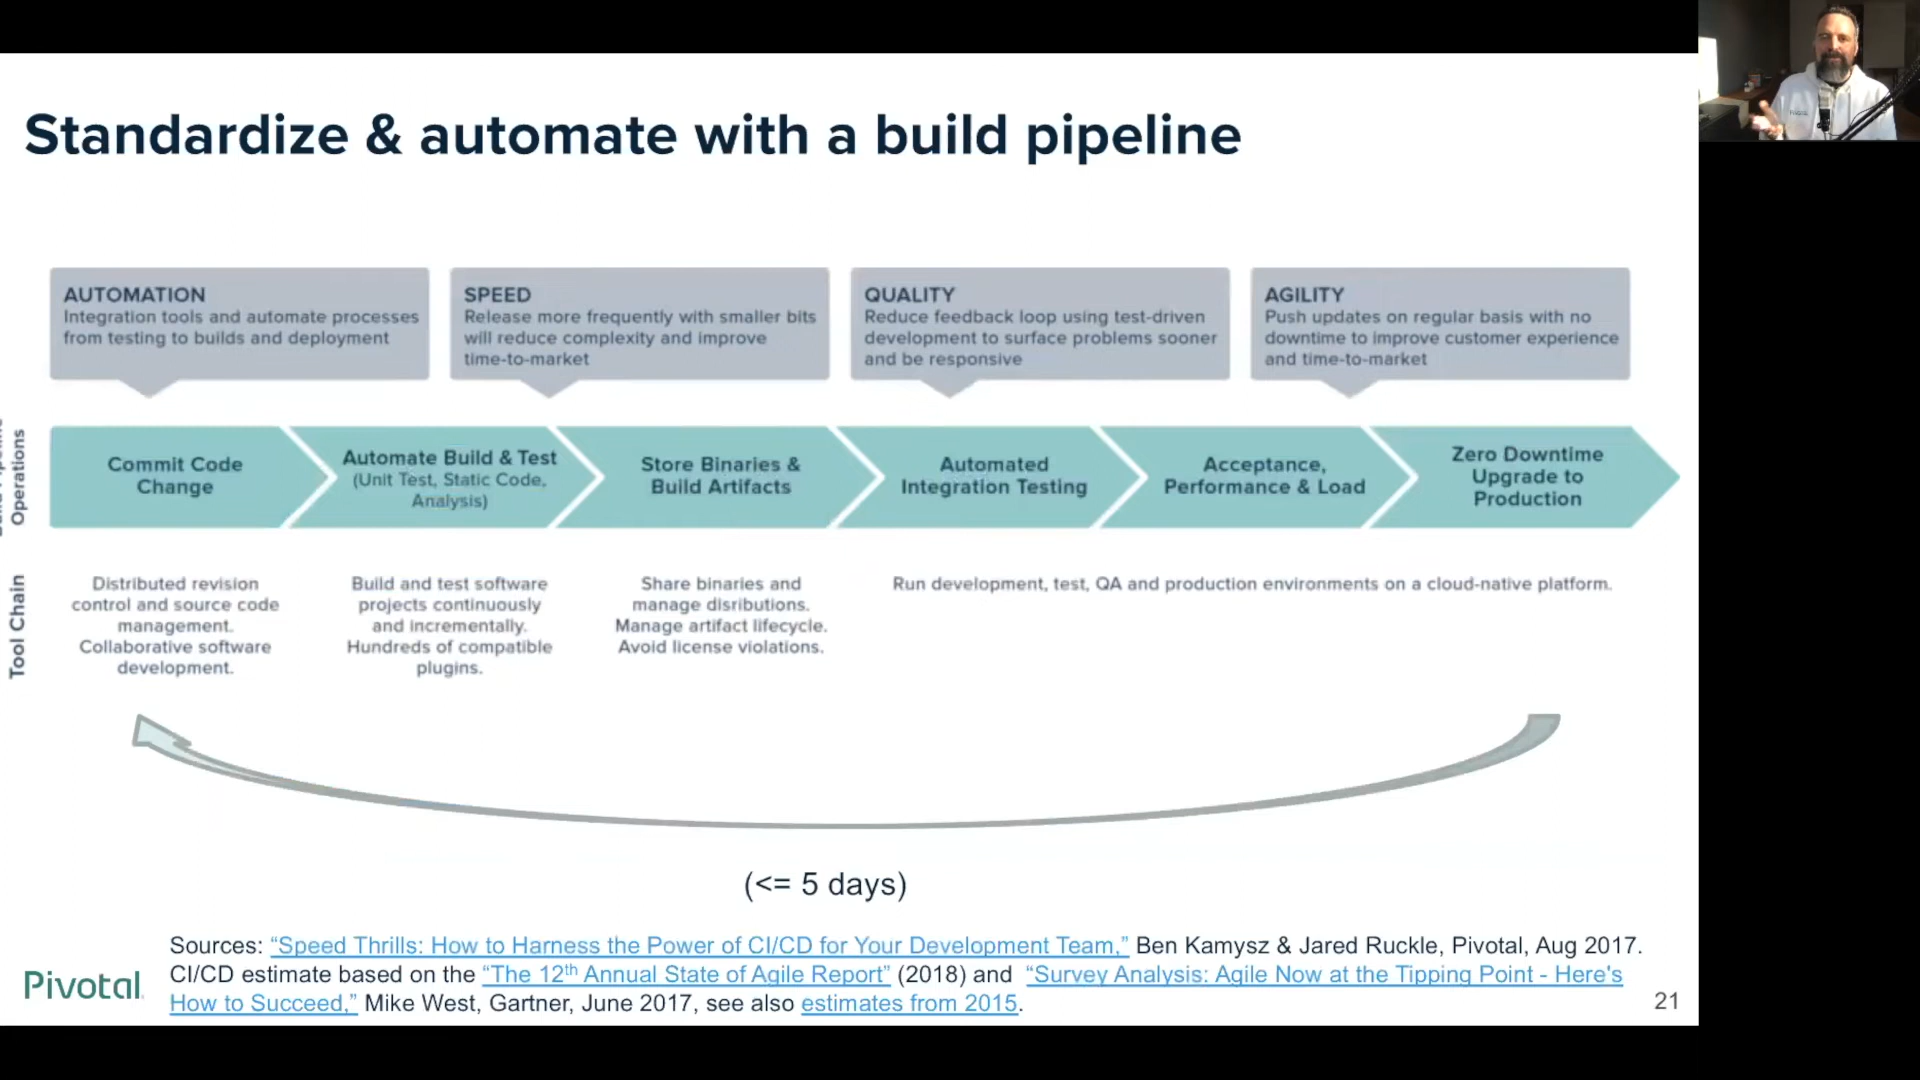 Standardize & automate with a build pipeline
AUTOMATION
Integration tools and automate processes
from testing to builds and deployment
SPEED
Release more frequently with smaller bits
will reduce complexity and improve
time-to-market
QUALITY
Reduce feedback loop using test-driven
development to surface problems sooner
and be responsive
AGILITY
Push updates on regular basis with no
downtime to improve customer experience
and time-to-market
Operations
Commit Code
Change
Automate Build & Test
(Unit Test, Static Code,
Analysis)
Store Binaries &
Build Artifacts
Automated
Integration Testing
Acceptance,
Performance & Load
Zero Downtime
Upgrade to
Production
Tool Chain
Distributed revision
control and source code
management.
Collaborative software
development.
Build and test software
projects continuously
and incrementally.
Hundreds of compatible
plugins.
Share binaries and
manage disributions.
Manage artifact lifecycle.
Avoid license violations.
Run development, test, QA and production environments on a cloud-native platform.
(<= 5 days)
Sources: “Speed Thrills: How to Harness the Power of CI/CD for Your Development Team,” Ben Kamysz & Jared Ruckle, Pivotal, Aug 2017.
CI/CD estimate based on the “The 12th Annual State of Agile Report” (2018) and “Survey Analysis: Agile Now at the Tipping Point - Here's
How to Succeed,” Mike West, Gartner, June 2017, see also estimates from 2015.
Pivotal
21